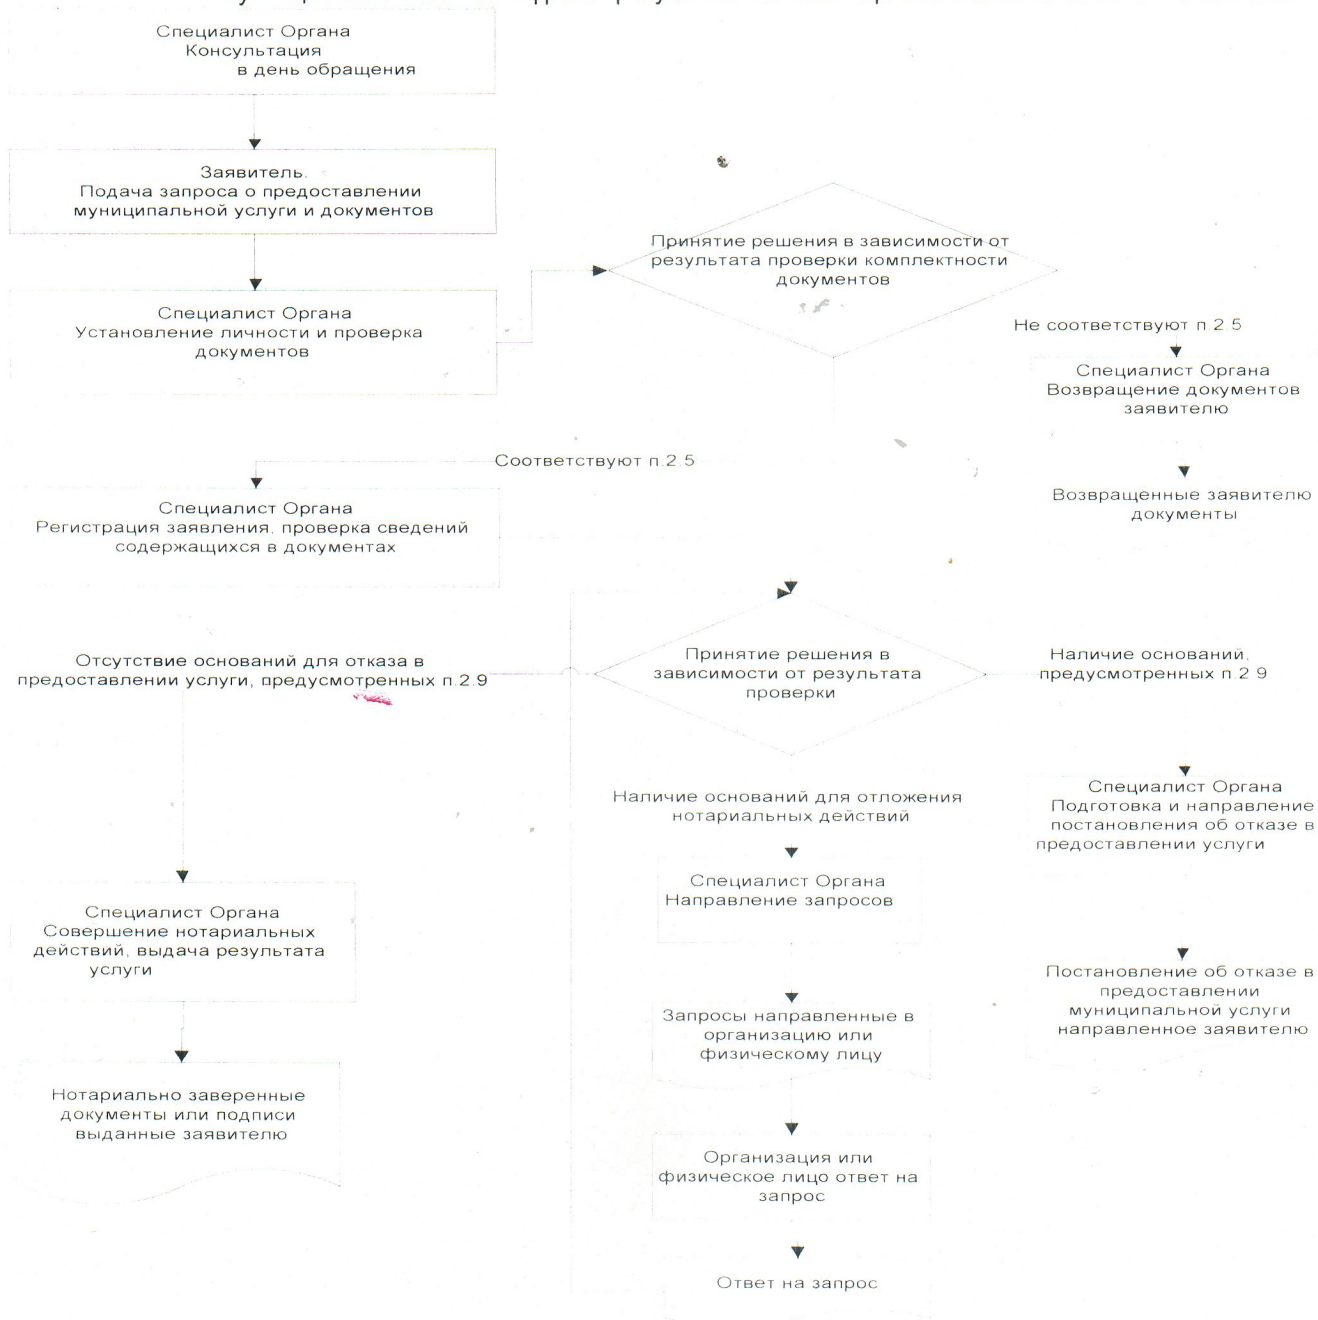 Специалист Органа
Консультация
в день обращения
Заявитель.
Подача запроса о предоставлении
муниципальной услуги и документов
Специалист Органа
Установление личности и проверка
документов
Принятие решения в зависимости от
результата проверки комплектности
документов
Не соответствуют п.2.5
Специалист Органа
Возвращение документов
заявителю
Возвращенные заявителю
документы
Соответствуют п.2.5
Специалист Органа
Регистрация заявления, проверка сведений
содержащихся в документах
Отсутствие оснований для отказа в
предоставлении услуги, предусмотренных п.2.9
Принятие решения в
зависимости от результата
проверки
Наличие оснований,
предусмотренных п.2 9
Наличие оснований для отложения
нотариальных действий
Специалист Органа
Подготовка и направление
постановления об отказе в
предоставлении услуги
Специалист Органа
Направление запросов
Специалист Органа
Совершение нотариальных
действий, выдача результата
услуги
Постановление об отказе в
предоставлении
муниципальной услуги
направленное заявителю
Запросы направленные в
организацию или
физическому лицу
Нотариально заверенные
документы или подписи
выданные заявителю
Организация или
физическое лицо ответ на
запрос
Ответ на запрос